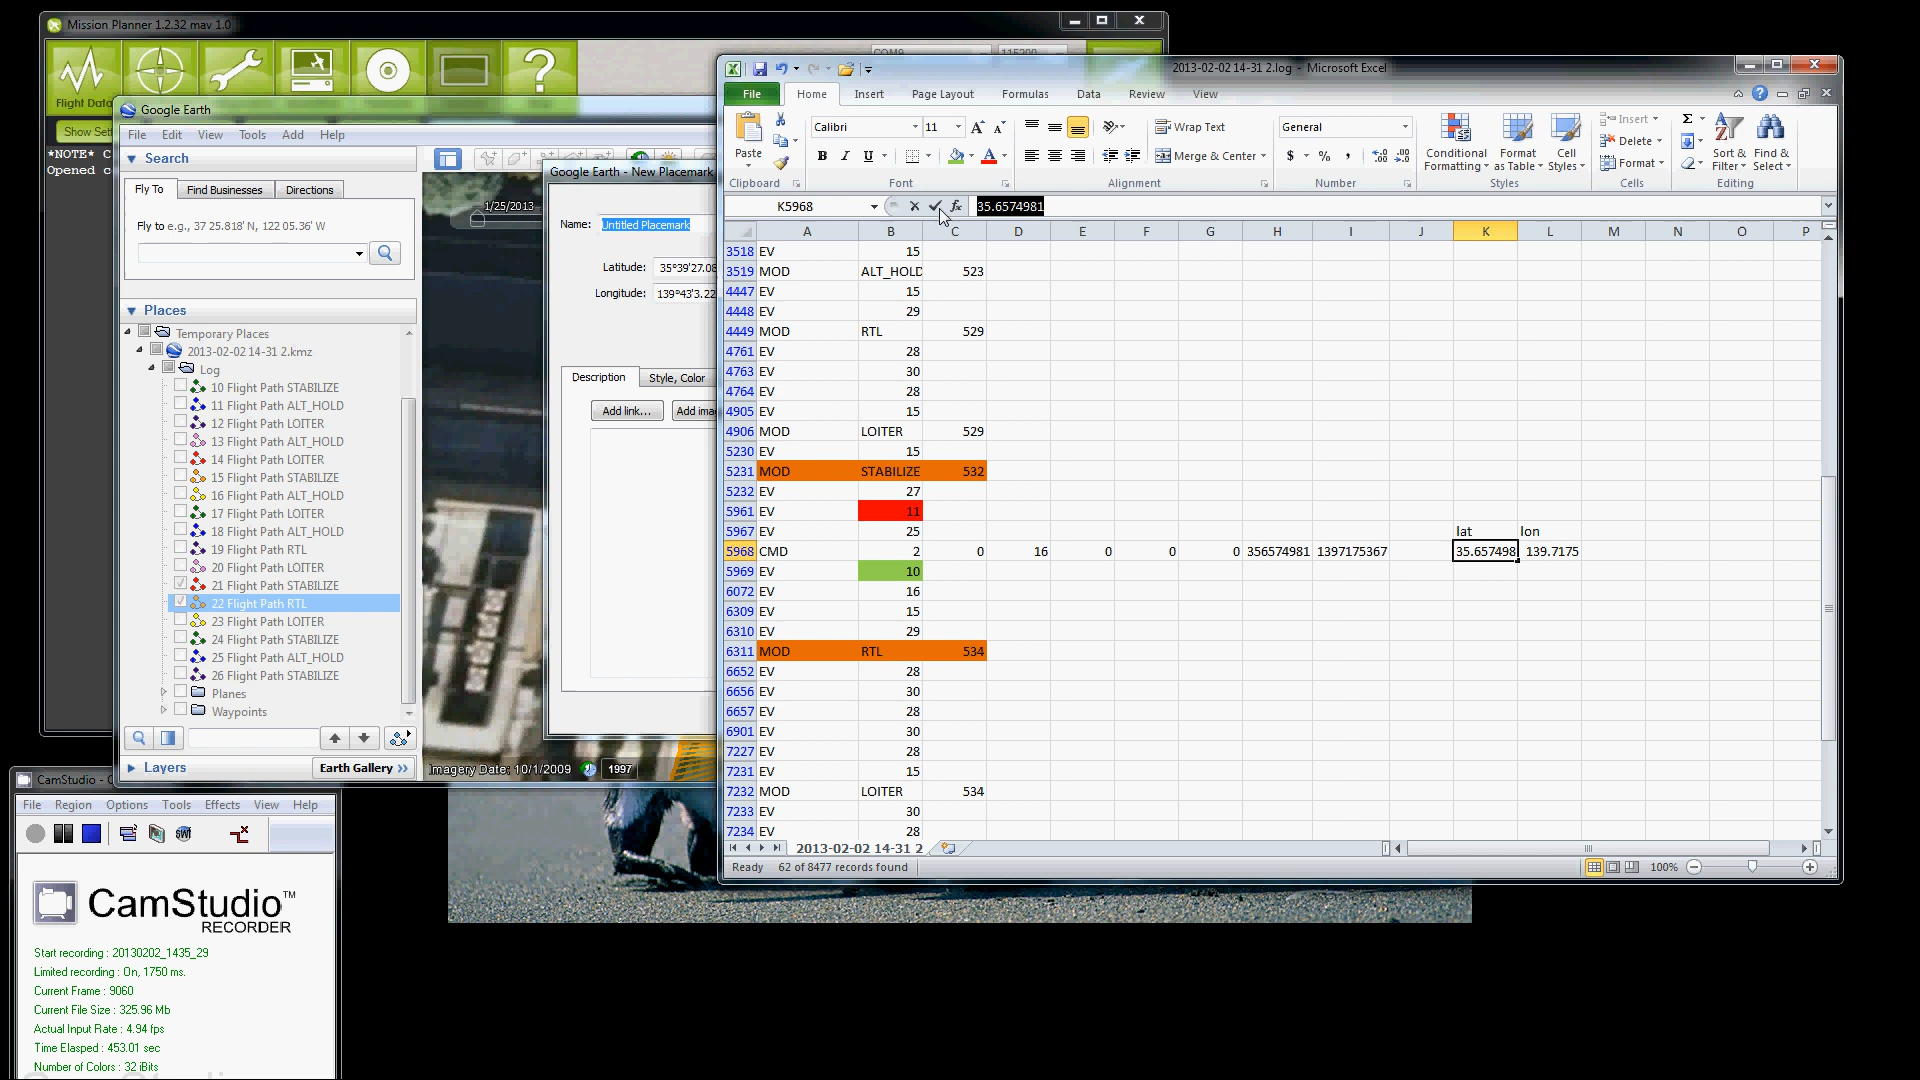 Mission Planner 1.2.32 mav 1.0
Flight Data
*NOTE* C
Opened c
Google Earth
File Edit View Tools Add Help
Search
Fly To Find Businesses Directions
Fly to e.g., 37 25.818' N, 122 05.36' W
Places
Temporary Places
2013-02-02 14-31 2.kmz
Log
10 Flight Path STABILIZE
11 Flight Path ALT_HOLD
12 Flight Path LOITER
13 Flight Path ALT_HOLD
14 Flight Path LOITER
15 Flight Path STABILIZE
16 Flight Path ALT_HOLD
17 Flight Path LOITER
18 Flight Path ALT_HOLD
19 Flight Path RTL
20 Flight Path LOITER
21 Flight Path STABILIZE
22 Flight Path RTL
23 Flight Path LOITER
24 Flight Path STABILIZE
25 Flight Path ALT_HOLD
26 Flight Path STABILIZE
Planes
Waypoints
Layers Earth Gallery >>
1/25/2013
Imagery Date: 10/1/2009 1997
Google Earth - New Placemark
Name: Untitled Placemark
Latitude: 35°39'27.08
Longitude: 139°43'3.22
Description Style, Color
Add link... Add ima
2013-02-02 14-31 2.log - Microsoft Excel
File Home Insert Page Layout Formulas Data Review View
Calibri 11 Wrap Text General Insert
Paste B I U Merge & Center $ % , Conditional Formatting Format as Table Cell Styles Delete Format Σ Sort & Filter Find & Select
Clipboard Font Alignment Number Styles Cells Editing
K5968 fx 35.6574981
A B C D E F G H I J K L M N O P
3518 EV 15
3519 MOD ALT_HOLD 523
4447 EV 15
4448 EV 29
4449 MOD RTL 529
4761 EV 28
4763 EV 30
4764 EV 28
4905 EV 15
4906 MOD LOITER 529
5230 EV 15
5231 MOD STABILIZE 532
5232 EV 27
5961 EV 11
5967 EV 25 lat lon
5968 CMD 2 0 16 0 0 0 356574981 1397175367 35.657498 139.7175
5969 EV 10
6072 EV 16
6309 EV 15
6310 EV 29
6311 MOD RTL 534
6652 EV 28
6656 EV 30
6657 EV 28
6901 EV 30
7227 EV 28
7231 EV 15
7232 MOD LOITER 534
7233 EV 30
7234 EV 28
2013-02-02 14-31 2
Ready 62 of 8477 records found 100%
CamStudio
File Region Options Tools Effects View Help
CamStudio™
RECORDER
Start recording : 20130202_1435_29
Limited recording : On, 1750 ms.
Current Frame : 9060
Current File Size : 325.96 Mb
Actual Input Rate : 4.94 fps
Time Elasped : 453.01 sec
Number of Colors : 32 iBits